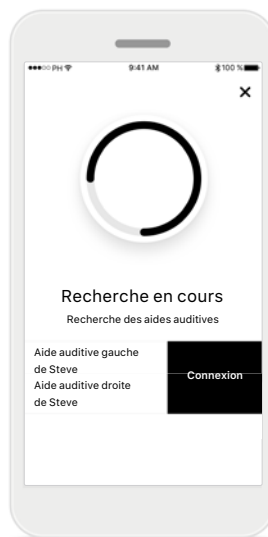 PH 9:41 AM 100 %
Recherche en cours
Recherche des aides auditives
Aide auditive gauche
de Steve
Connexion
Aide auditive droite
de Steve